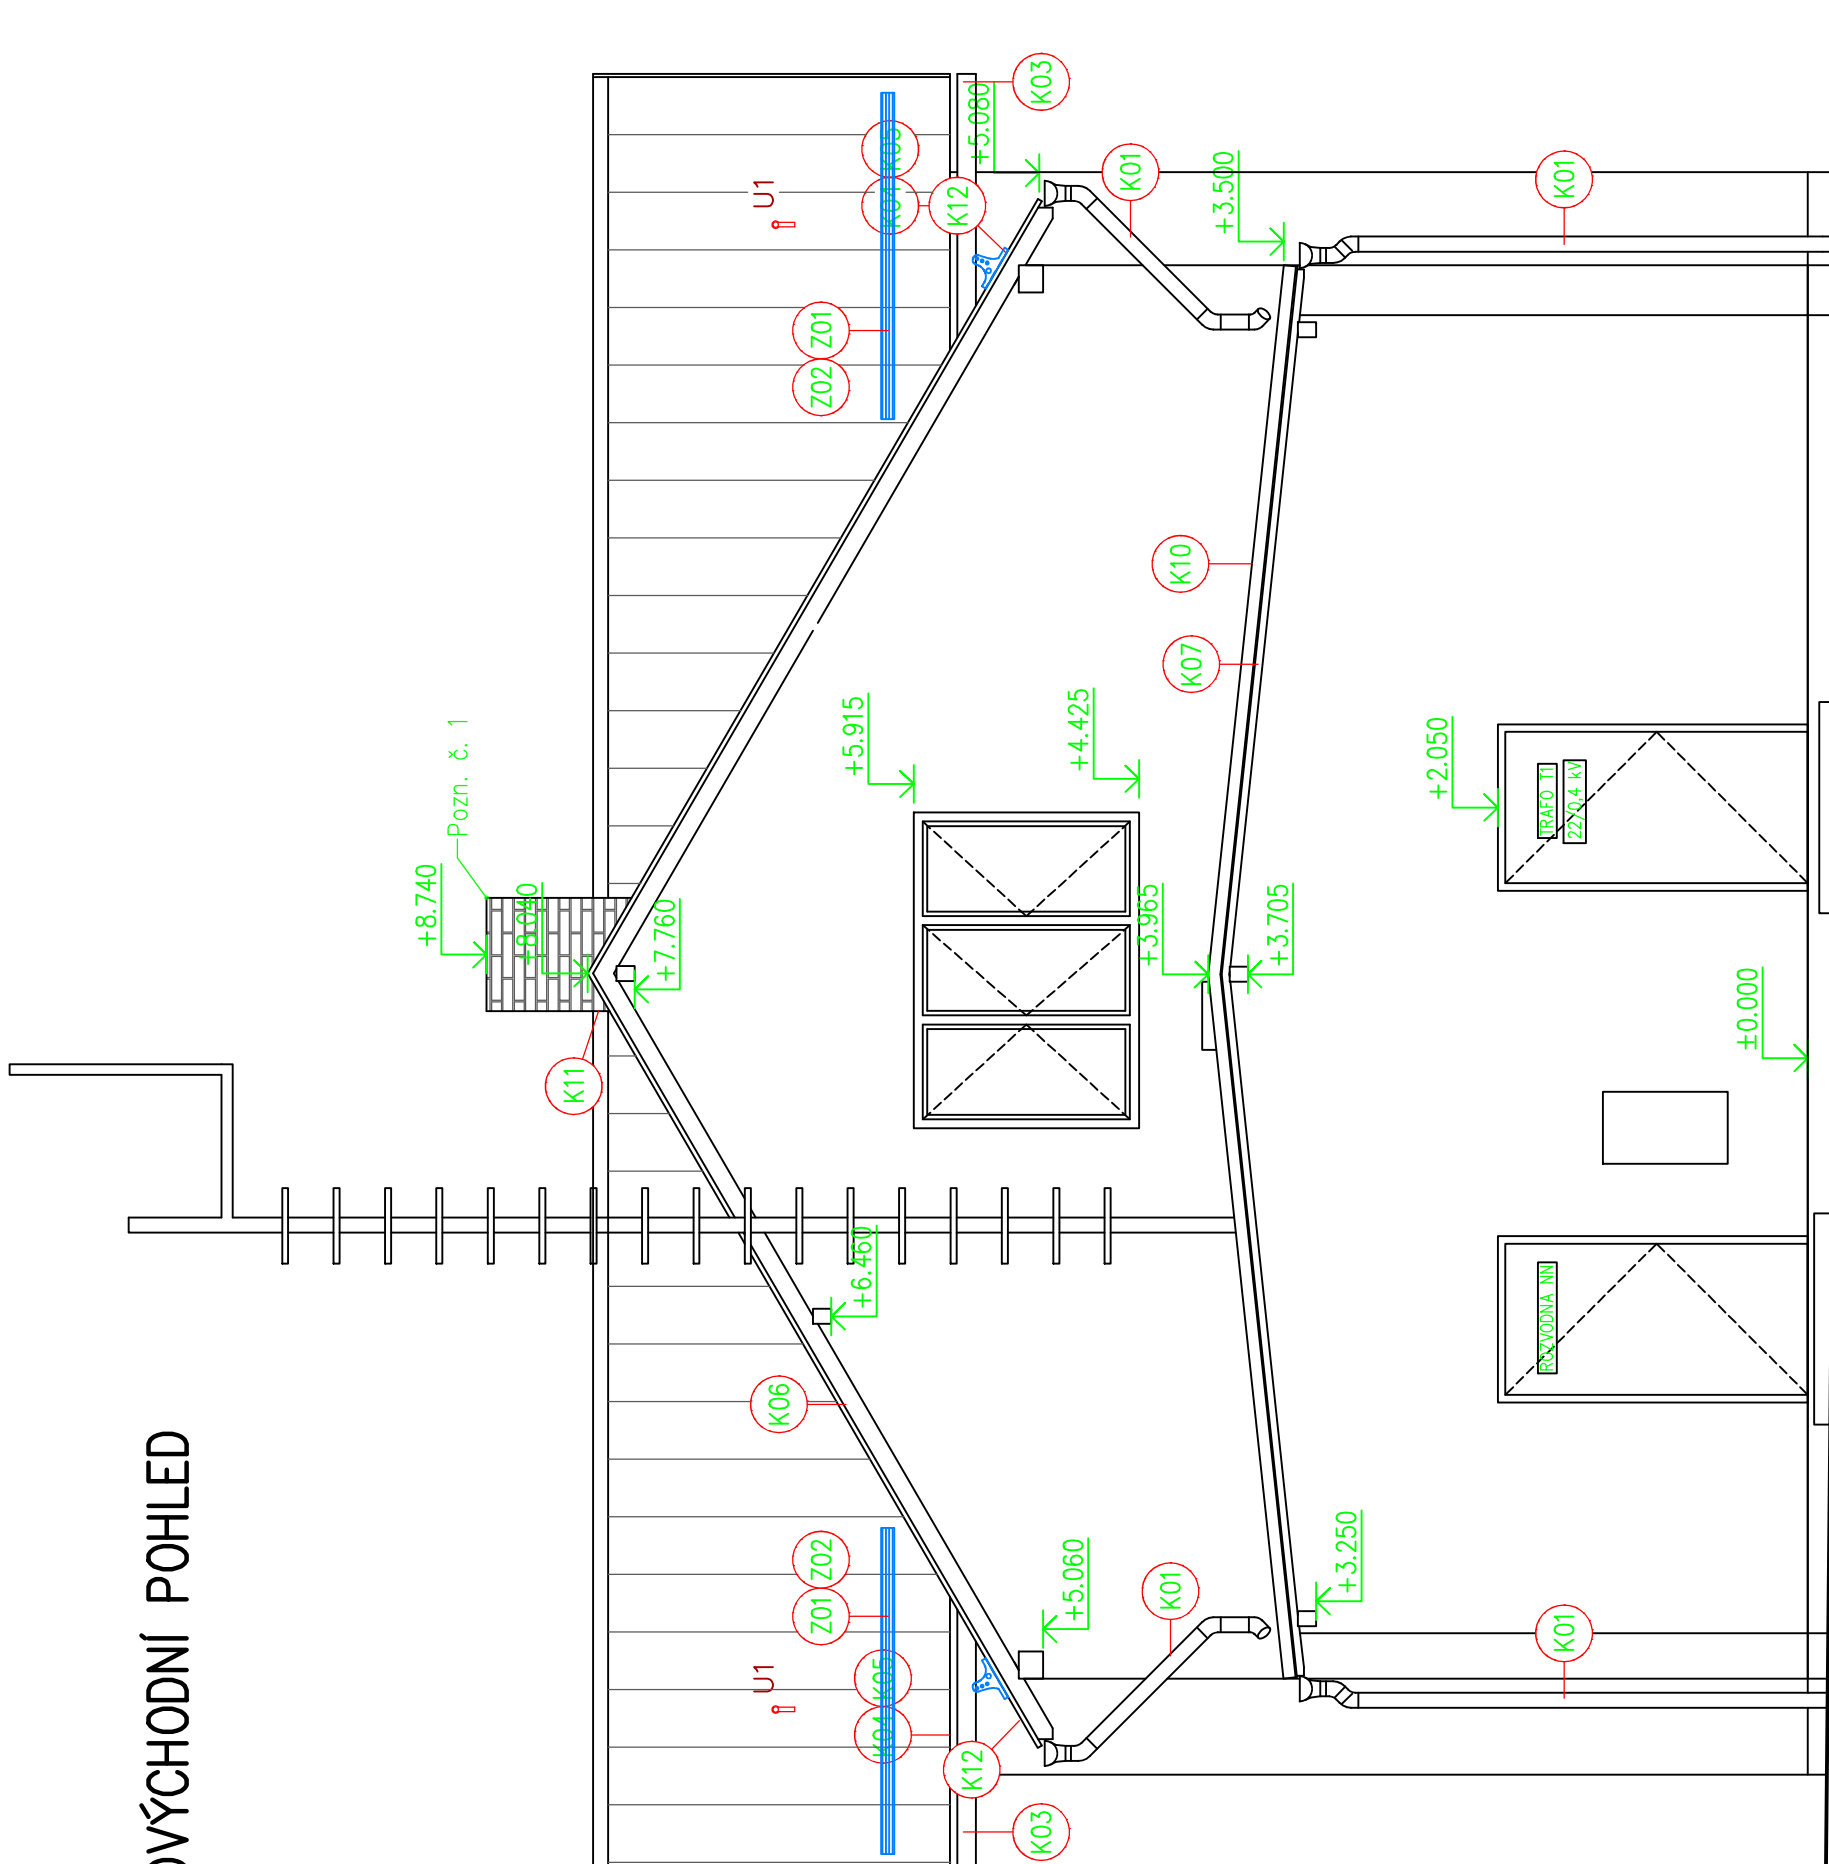 OVÝCHODNÍ POHLED
+8.740
Pozn. č. 1
+8.040
K11
+7.760
U1
U1
K06
Z01
Z02
Z02
Z01
+6.460
+5.915
K04
K05
K04
K05
K12
K12
+5.080
K03
K03
+5.060
+4.425
K01
K01
+3.965
K07
K10
+3.500
+3.705
+3.250
+2.050
ROZVODNA NN
TRAFO T1
22/0,4 kV
K01
K01
±0.000